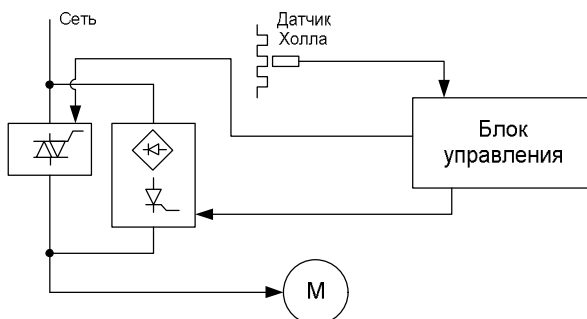 Сеть
Датчик
Холла
Блок
управления
М